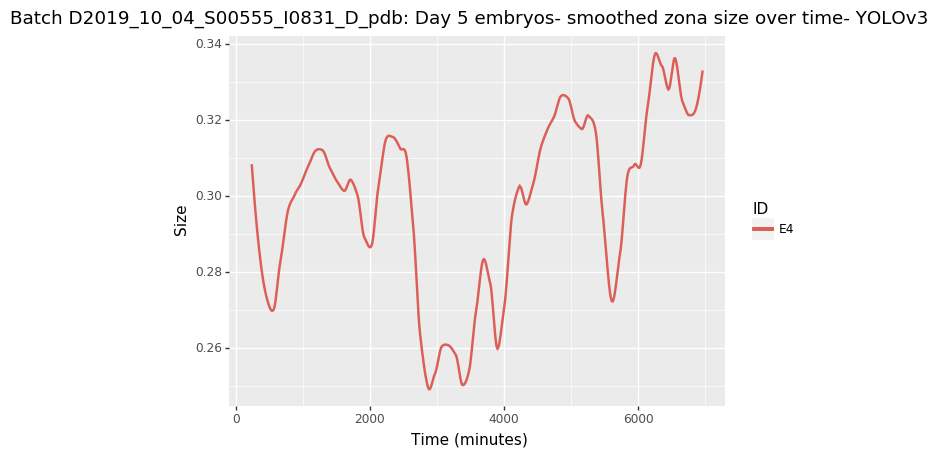 Batch D2019_10_04_S00555_I0831_D_pdb: Day 5 embryos- smoothed zona size over time- YOLOv3
0.34
0.32
0.30
0.28
0.26
Size
0
2000
4000
6000
Time (minutes)
ID
E4